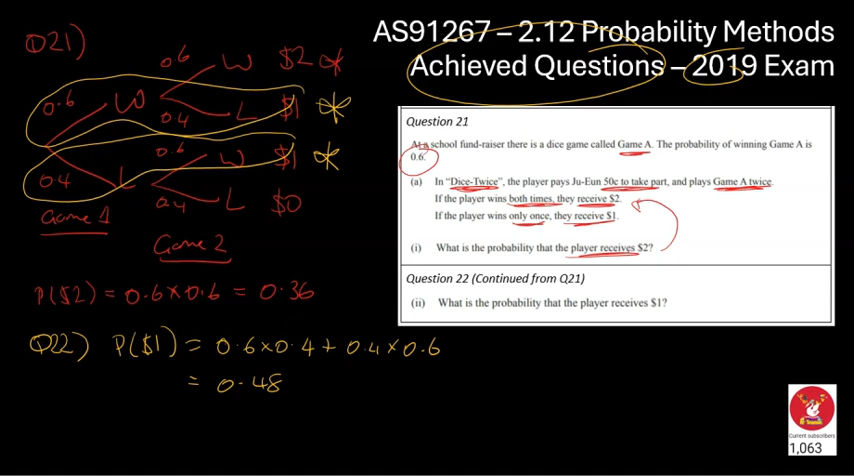 AS91267 – 2.12 Probability Methods
Achieved Questions – 2019 Exam
Q21)
0.6 W $2
0.6 W
0.4 L $1
0.6 W $1
0.4 L
0.4 L $0
Game 1
Game 2
P($2) = 0.6 × 0.6 = 0.36
Q22) P($1) = 0.6 × 0.4 + 0.4 × 0.6
= 0.48
Question 21
At a school fund-raiser there is a dice game called Game A. The probability of winning Game A is
0.6.
(a) In “Dice-Twice”, the player pays Ju-Eun 50c to take part, and plays Game A twice.
If the player wins both times, they receive $2.
If the player wins only once, they receive $1.
(i) What is the probability that the player receives $2?
Question 22 (Continued from Q21)
(ii) What is the probability that the player receives $1?
Current subscribers
1,063